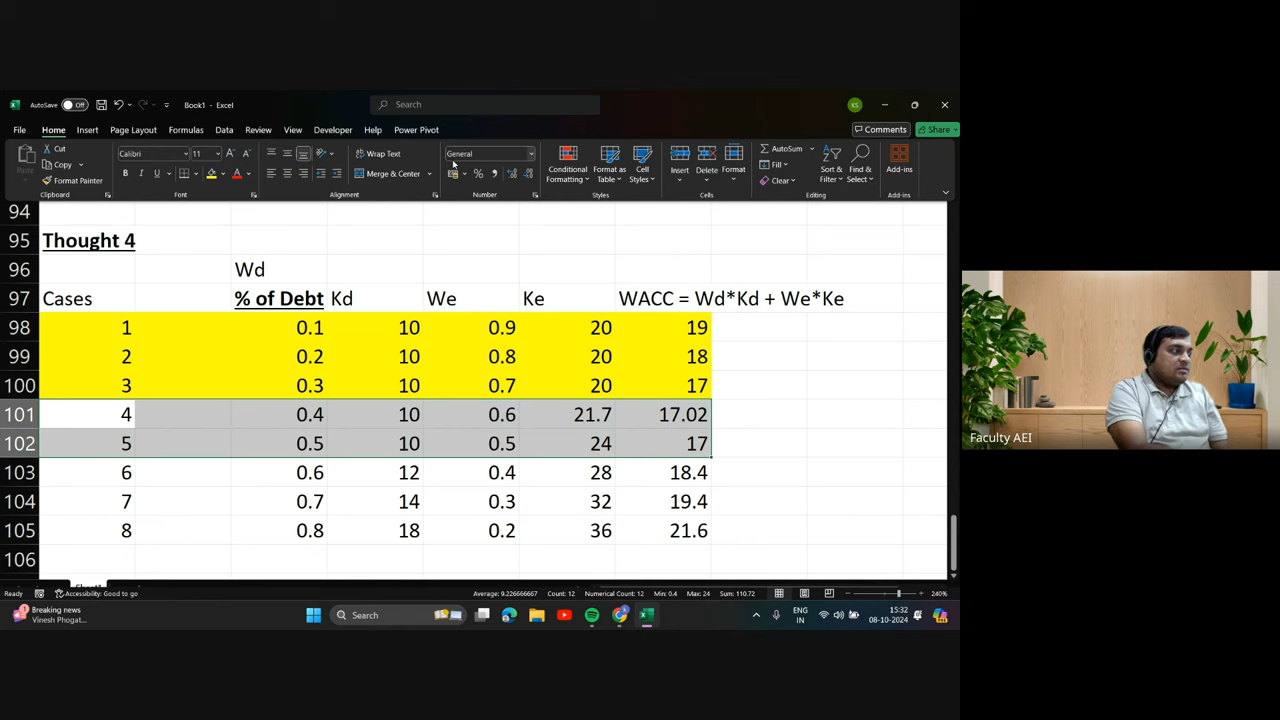 AutoSave Off Book1 - Excel Search KS
File Home Insert Page Layout Formulas Data Review View Developer Help Power Pivot Comments Share
Cut Calibri 11 A A Wrap Text General AutoSum
Copy Fill
Paste Format Painter B I U A Merge & Center % Conditional Formatting Format as Table Cell Styles Insert Delete Format Clear Sort & Filter Find & Select Add-ins
Clipboard Font Alignment Number Styles Cells Editing Add-ins
94
95 Thought 4
96 Wd
97 Cases % of Debt Kd We Ke WACC = Wd*Kd + We*Ke
98 1 0.1 10 0.9 20 19
99 2 0.2 10 0.8 20 18
100 3 0.3 10 0.7 20 17
101 4 0.4 10 0.6 21.7 17.02
102 5 0.5 10 0.5 24 17
103 6 0.6 12 0.4 28 18.4
104 7 0.7 14 0.3 32 19.4
105 8 0.8 18 0.2 36 21.6
106
Sheet1
Accessibility: Good to go Average: 9.226666667 Count: 12 Numerical Count: 12 Min: 0.4 Max: 24 Sum: 110.72 240%
Breaking news
Vinesh Phogat...
Search
ENG
IN
15:32
08-10-2024
Faculty AEI